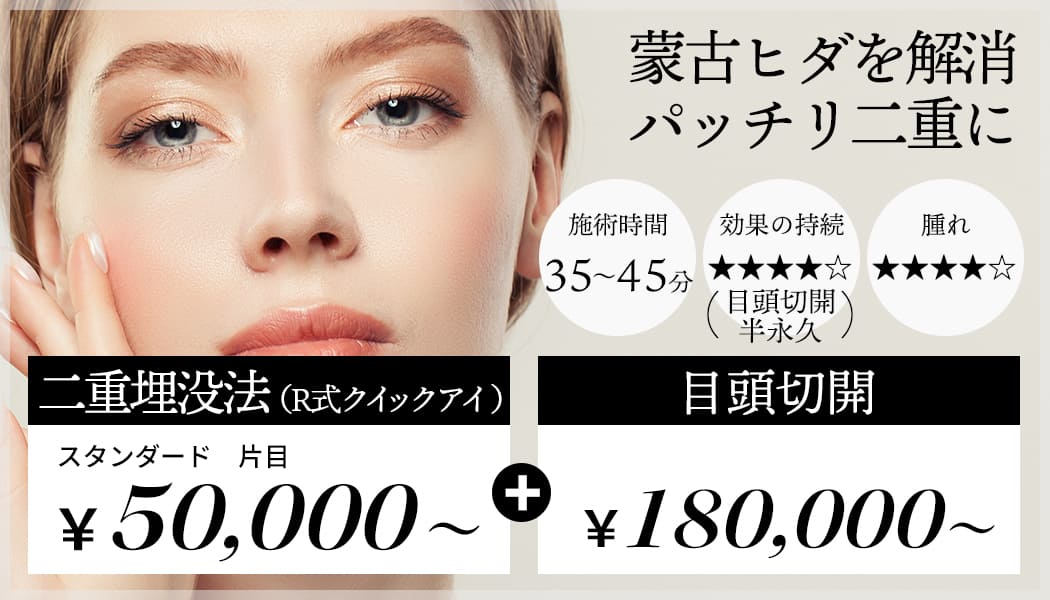 蒙古ヒダを解消
パッチリ二重に
施術時間
35~45分
効果の持続
★★★★☆
(目頭切開
半永久)
腫れ
★★★★☆
二重埋没法(R式クイックアイ)
スタンダード 片目
¥50,000~
+
目頭切開
¥180,000~